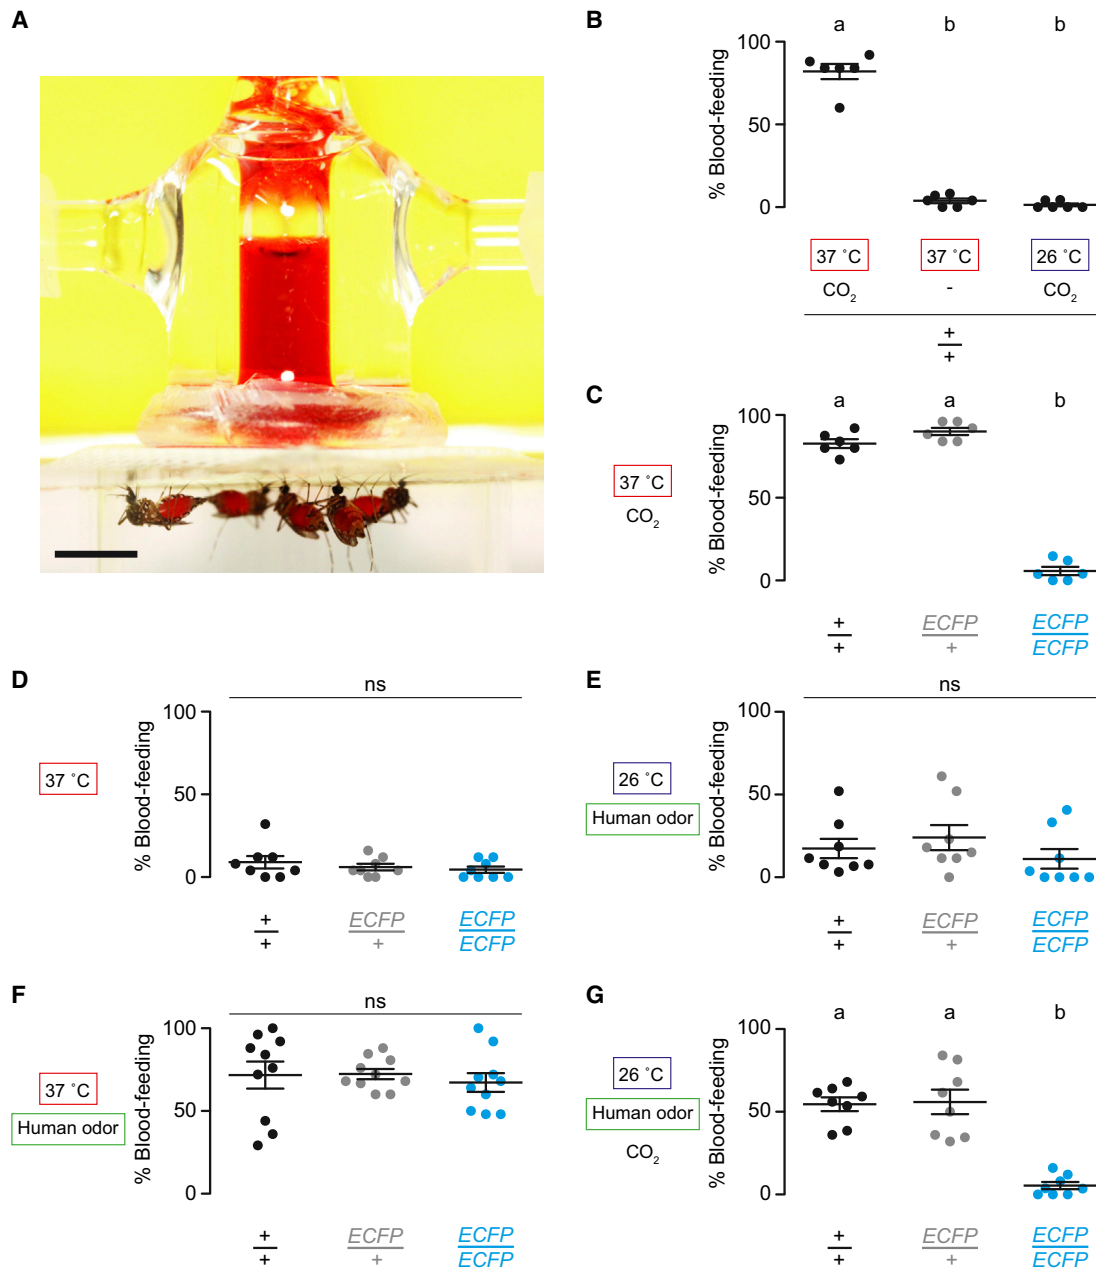 A
B
a b b
% Blood-feeding
100
50
0
37 ˚C 37 ˚C 26 ˚C
CO2 - CO2
+
+
C
a a b
37 ˚C
CO2
% Blood-feeding
100
50
0
+ ECFP ECFP
+ + ECFP
D
ns
37 ˚C
% Blood-feeding
100
50
0
+ ECFP ECFP
+ + ECFP
E
ns
26 ˚C
Human odor
% Blood-feeding
100
50
0
+ ECFP ECFP
+ + ECFP
F
ns
37 ˚C
Human odor
% Blood-feeding
100
50
0
+ ECFP ECFP
+ + ECFP
G
a a b
26 ˚C
Human odor
CO2
% Blood-feeding
100
50
0
+ ECFP ECFP
+ + ECFP